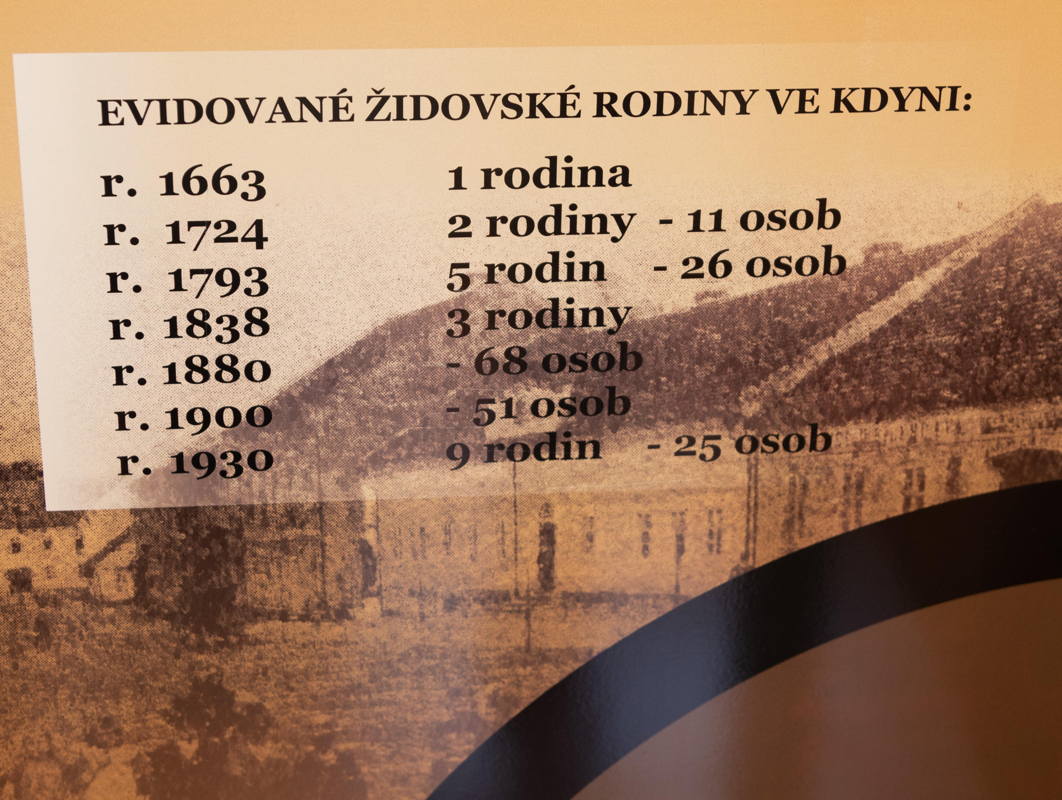 EVIDOVANÉ ŽIDOVSKÉ RODINY VE KDYNI:
r. 1663 1 rodina
r. 1724 2 rodiny - 11 osob
r. 1793 5 rodin - 26 osob
r. 1838 3 rodiny
r. 1880 - 68 osob
r. 1900 - 51 osob
r. 1930 9 rodin - 25 osob